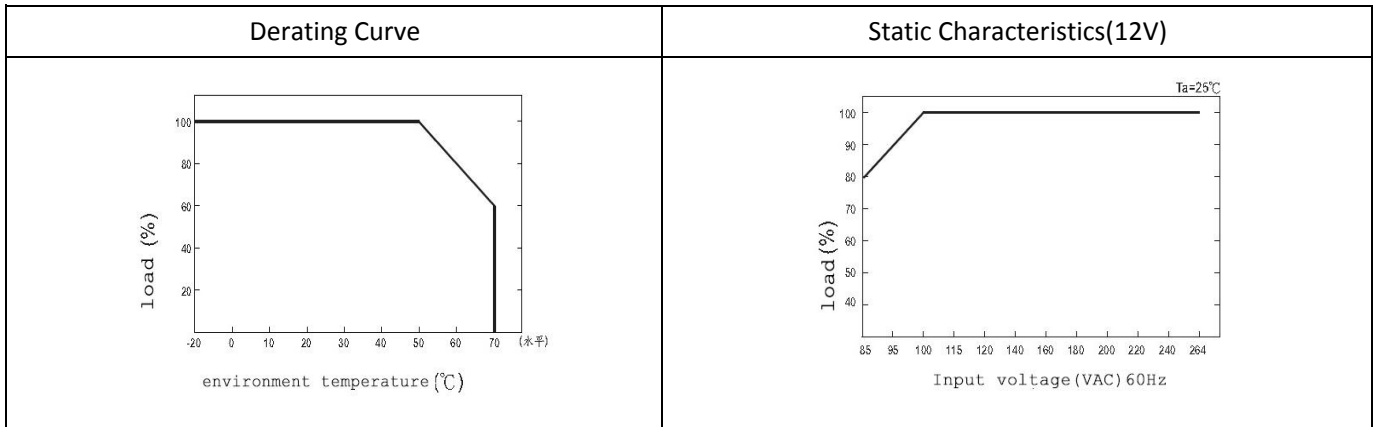 Derating Curve
Static Characteristics(12V)
100
80
60
40
20
load (%)
-20 0 10 20 30 40 50 60 70 (水平)
environment temperature(℃)
Ta=25℃
100
90
80
70
60
50
40
load(%)
85 95 100 115 120 140 160 180 200 220 240 264
Input voltage(VAC)60Hz